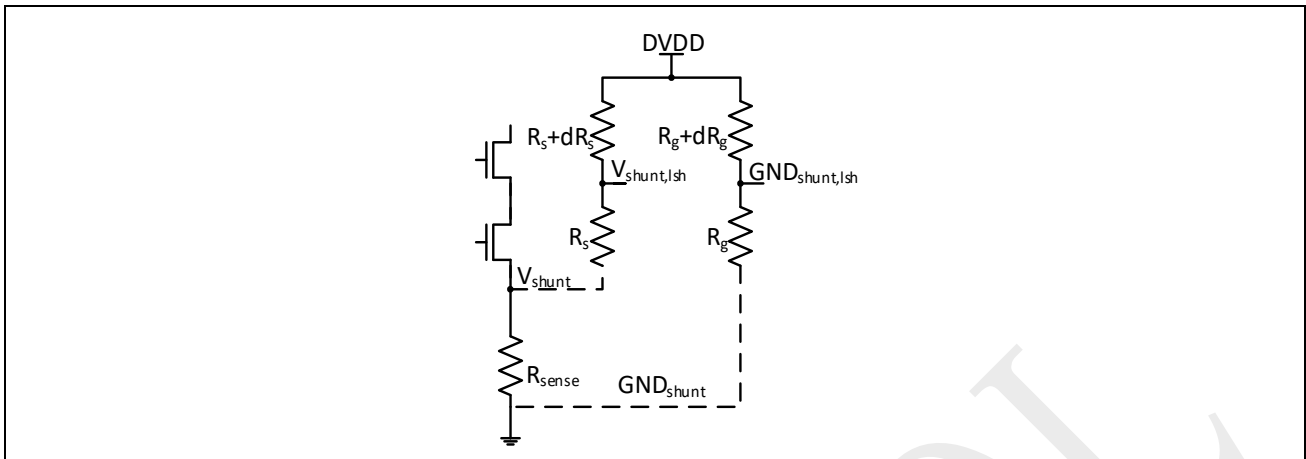 DVDD
Rs+dRs
Rg+dRg
Vshunt,lsh
GNDshunt,lsh
Rs
Rg
Vshunt
Rsense
GNDshunt